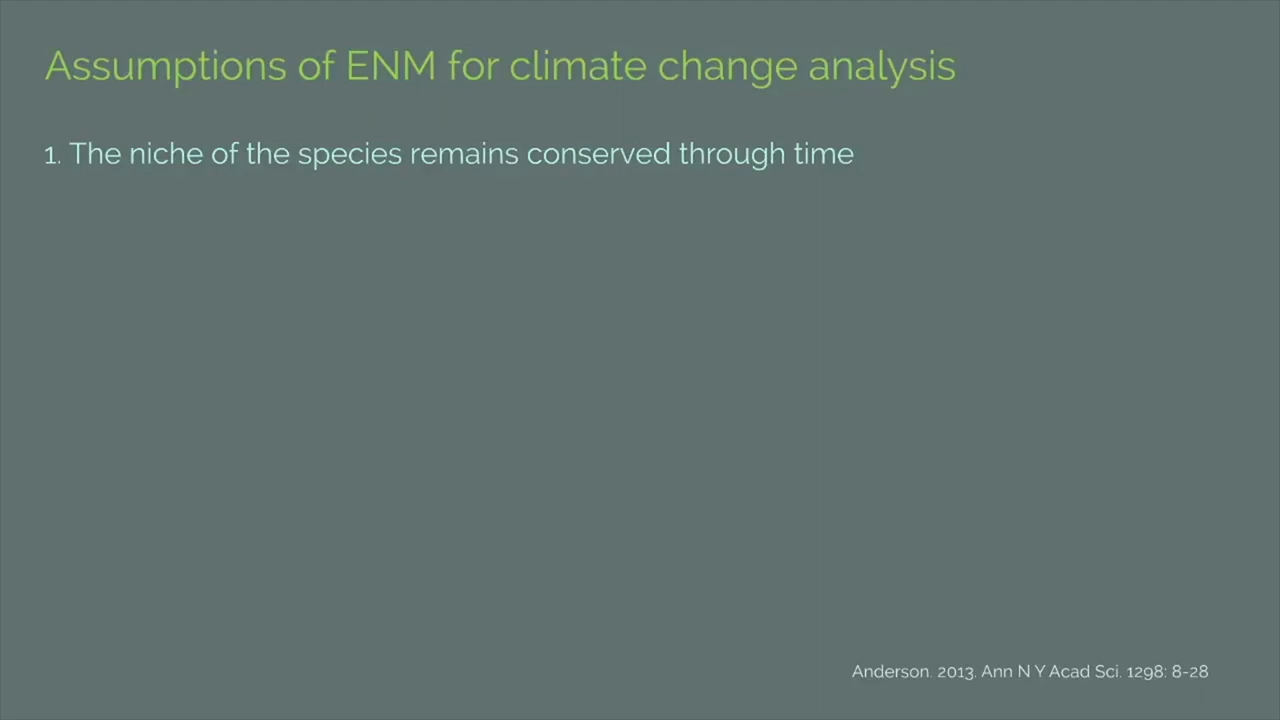 Assumptions of ENM for climate change analysis
1. The niche of the species remains conserved through time
Anderson. 2013. Ann N Y Acad Sci. 1298: 8-28